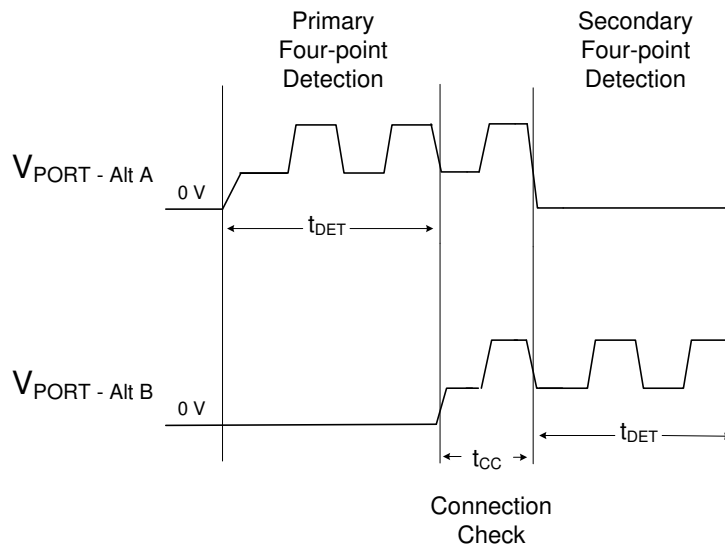 Primary
Four-point
Detection
Secondary
Four-point
Detection
VPORT - Alt A
0 V
tDET
VPORT - Alt B
0 V
tDET
tCC
Connection
Check